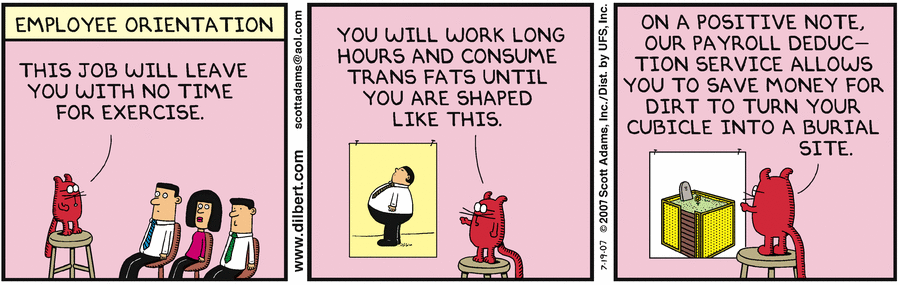 EMPLOYEE ORIENTATION
THIS JOB WILL LEAVE
YOU WITH NO TIME
FOR EXERCISE.
www.dilbert.com scottadams@aol.com
YOU WILL WORK LONG
HOURS AND CONSUME
TRANS FATS UNTIL
YOU ARE SHAPED
LIKE THIS.
7-19-07 © 2007 Scott Adams, Inc./Dist. by UFS, Inc.
ON A POSITIVE NOTE,
OUR PAYROLL DEDUC-
TION SERVICE ALLOWS
YOU TO SAVE MONEY FOR
DIRT TO TURN YOUR
CUBICLE INTO A BURIAL
SITE.